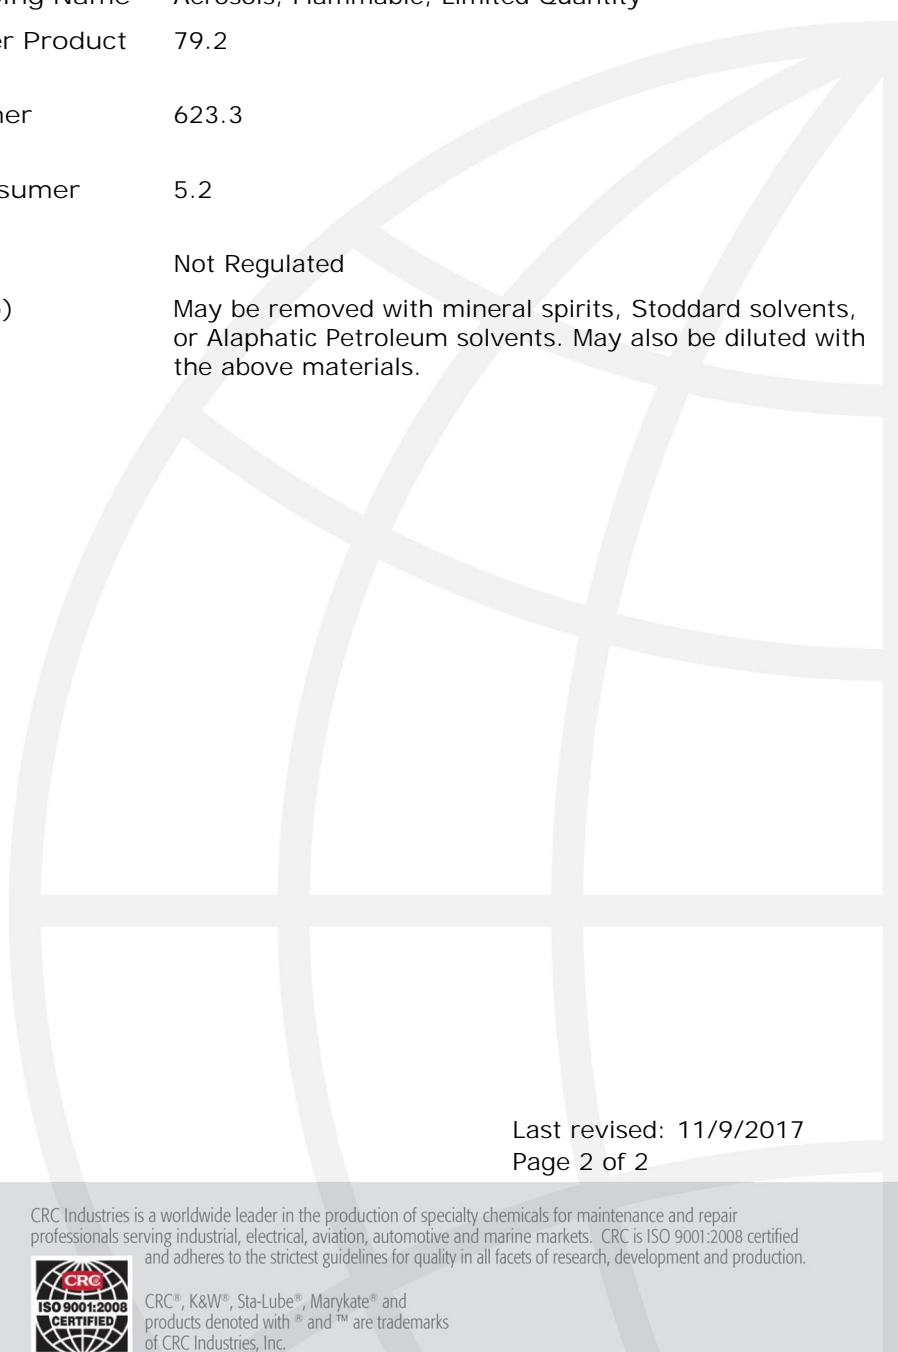 ing Name Aerosols, Flammable, Limited Quantity
er Product 79.2
ner 623.3
sumer 5.2
Not Regulated
) May be removed with mineral spirits, Stoddard solvents,
or Alaphatic Petroleum solvents. May also be diluted with
the above materials.
Last revised: 11/9/2017
Page 2 of 2
CRC Industries is a worldwide leader in the production of specialty chemicals for maintenance and repair
professionals serving industrial, electrical, aviation, automotive and marine markets. CRC is ISO 9001:2008 certified
and adheres to the strictest guidelines for quality in all facets of research, development and production.
CRC
ISO 9001:2008
CERTIFIED
CRC®, K&W®, Sta-Lube®, Marykate® and
products denoted with ® and ™ are trademarks
of CRC Industries, Inc.